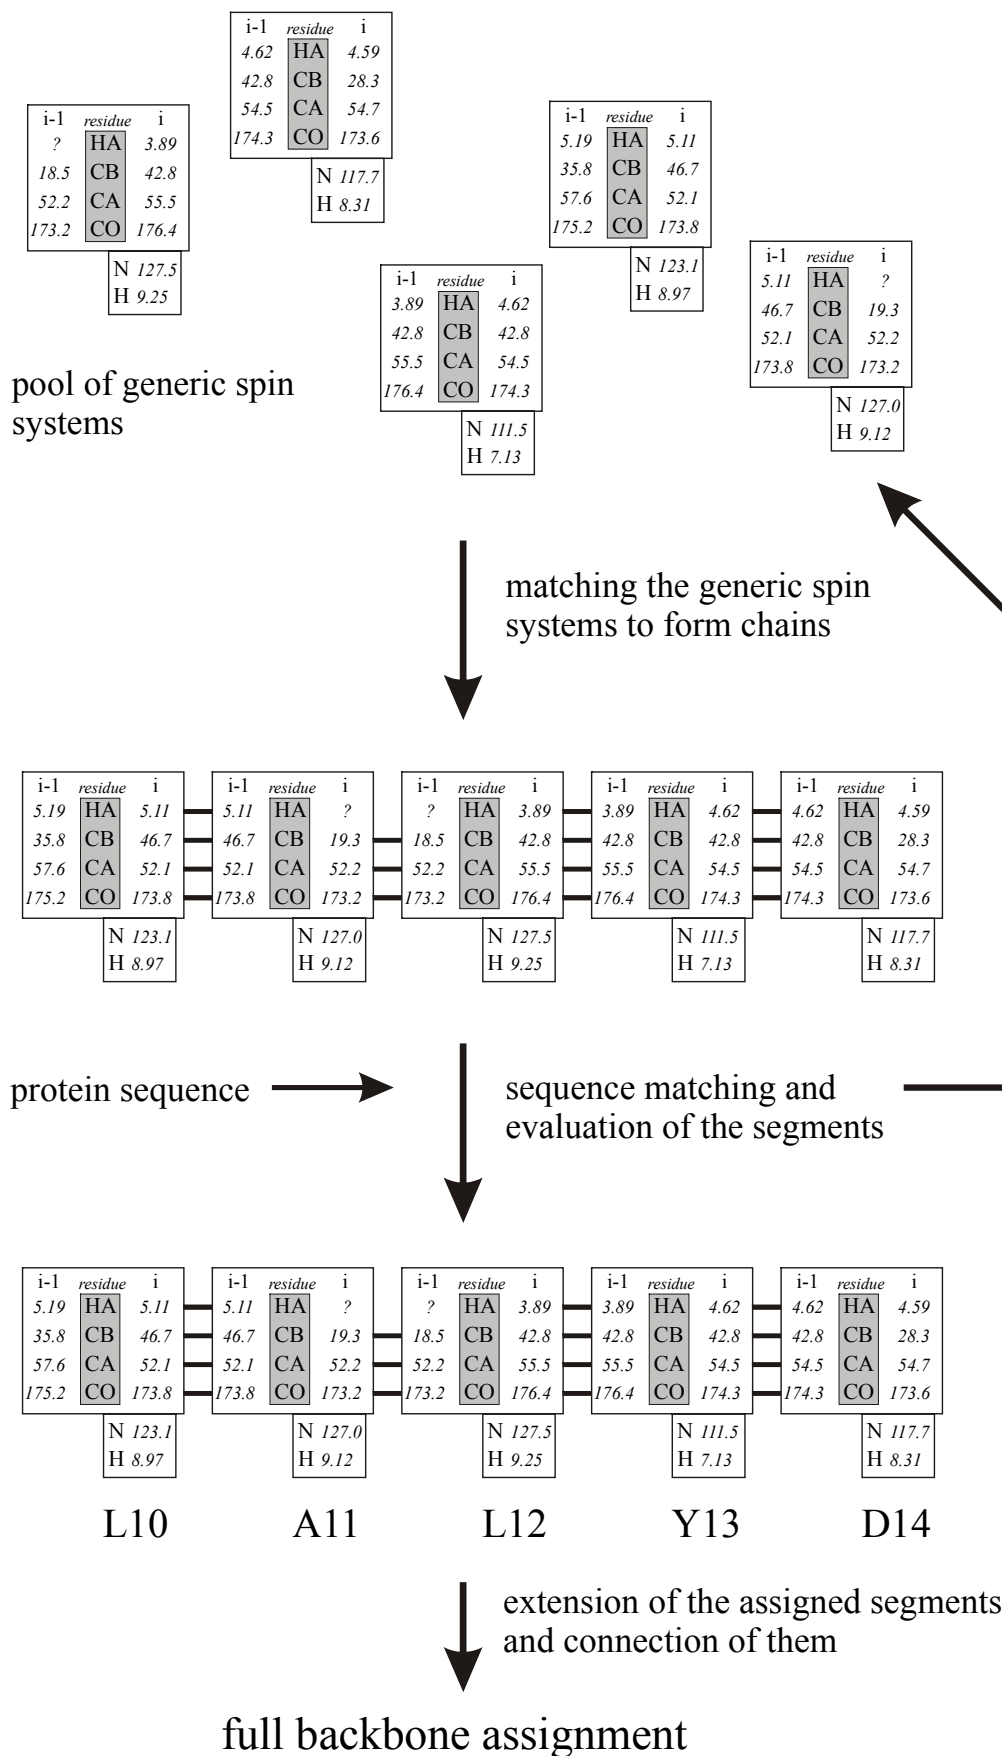 i-1 residue i
4.62 HA 4.59
42.8 CB 28.3
54.5 CA 54.7
174.3 CO 173.6
N 117.7
H 8.31
i-1 residue i
? HA 3.89
18.5 CB 42.8
52.2 CA 55.5
173.2 CO 176.4
N 127.5
H 9.25
i-1 residue i
5.19 HA 5.11
35.8 CB 46.7
57.6 CA 52.1
175.2 CO 173.8
N 123.1
H 8.97
i-1 residue i
3.89 HA 4.62
42.8 CB 42.8
55.5 CA 54.5
176.4 CO 174.3
N 111.5
H 7.13
i-1 residue i
5.11 HA ?
46.7 CB 19.3
52.1 CA 52.2
173.8 CO 173.2
N 127.0
H 9.12
pool of generic spin
systems
matching the generic spin
systems to form chains
i-1 residue i
5.19 HA 5.11
35.8 CB 46.7
57.6 CA 52.1
175.2 CO 173.8
N 123.1
H 8.97
i-1 residue i
5.11 HA ?
46.7 CB 19.3
52.1 CA 52.2
173.8 CO 173.2
N 127.0
H 9.12
i-1 residue i
? HA 3.89
18.5 CB 42.8
52.2 CA 55.5
173.2 CO 176.4
N 127.5
H 9.25
i-1 residue i
3.89 HA 4.62
42.8 CB 42.8
55.5 CA 54.5
176.4 CO 174.3
N 111.5
H 7.13
i-1 residue i
4.62 HA 4.59
42.8 CB 28.3
54.5 CA 54.7
174.3 CO 173.6
N 117.7
H 8.31
protein sequence
sequence matching and
evaluation of the segments
i-1 residue i
5.19 HA 5.11
35.8 CB 46.7
57.6 CA 52.1
175.2 CO 173.8
N 123.1
H 8.97
L10
i-1 residue i
5.11 HA ?
46.7 CB 19.3
52.1 CA 52.2
173.8 CO 173.2
N 127.0
H 9.12
A11
i-1 residue i
? HA 3.89
18.5 CB 42.8
52.2 CA 55.5
173.2 CO 176.4
N 127.5
H 9.25
L12
i-1 residue i
3.89 HA 4.62
42.8 CB 42.8
55.5 CA 54.5
176.4 CO 174.3
N 111.5
H 7.13
Y13
i-1 residue i
4.62 HA 4.59
42.8 CB 28.3
54.5 CA 54.7
174.3 CO 173.6
N 117.7
H 8.31
D14
extension of the assigned segments
and connection of them
full backbone assignment